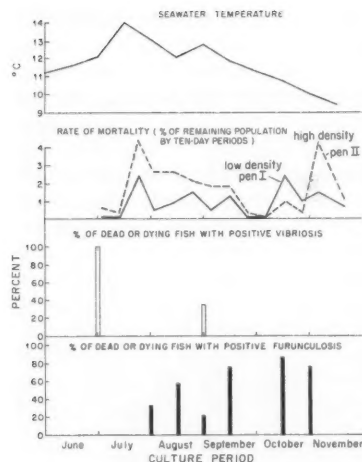 SEAWATER TEMPERATURE
14
13
12
11
10
9
°C
RATE OF MORTALITY (% OF REMAINING POPULATION
BY TEN-DAY PERIODS)
high density
pen II
low density
pen I
4
3
2
1
% OF DEAD OR DYING FISH WITH POSITIVE VIBRIOSIS
100
80
60
40
20
0
PERCENT
% OF DEAD OR DYING FISH WITH POSITIVE FURUNCULOSIS
80
60
40
20
0
June July August September October November
CULTURE PERIOD